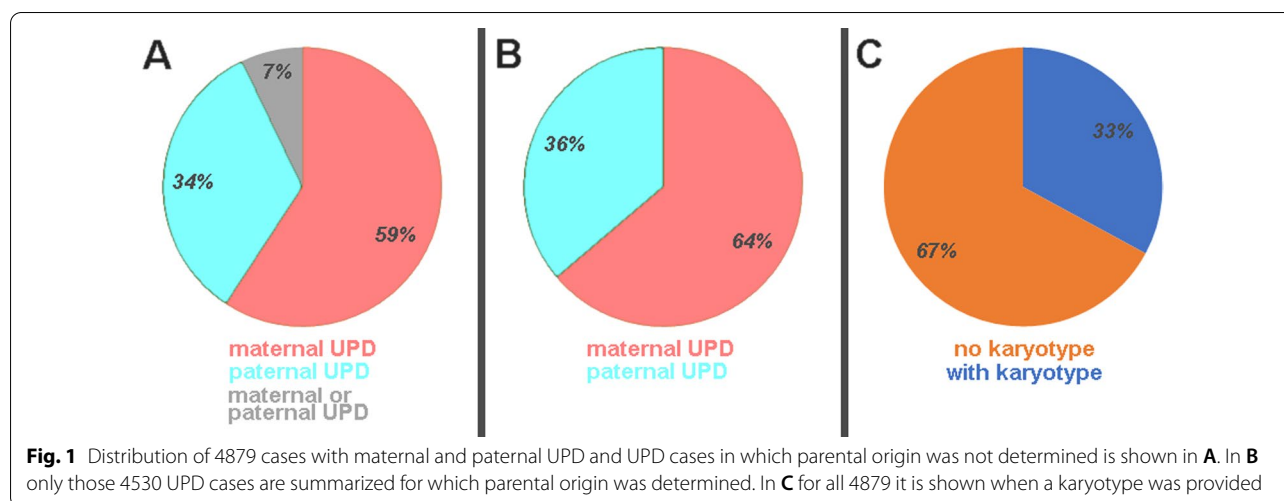 A
7%
34%
59%
maternal UPD
paternal UPD
maternal or
paternal UPD
B
36%
64%
maternal UPD
paternal UPD
C
33%
67%
no karyotype
with karyotype
Fig. 1 Distribution of 4879 cases with maternal and paternal UPD and UPD cases in which parental origin was not determined is shown in A. In B
only those 4530 UPD cases are summarized for which parental origin was determined. In C for all 4879 it is shown when a karyotype was provided